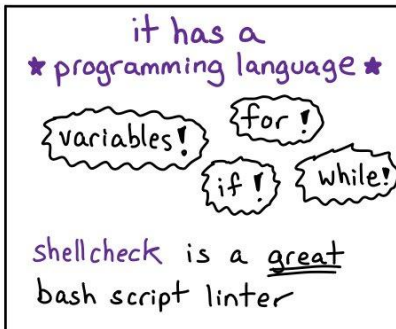 it has a
★ programming language ★
variables!
for!
if!
while!
shellcheck is a great
bash script linter